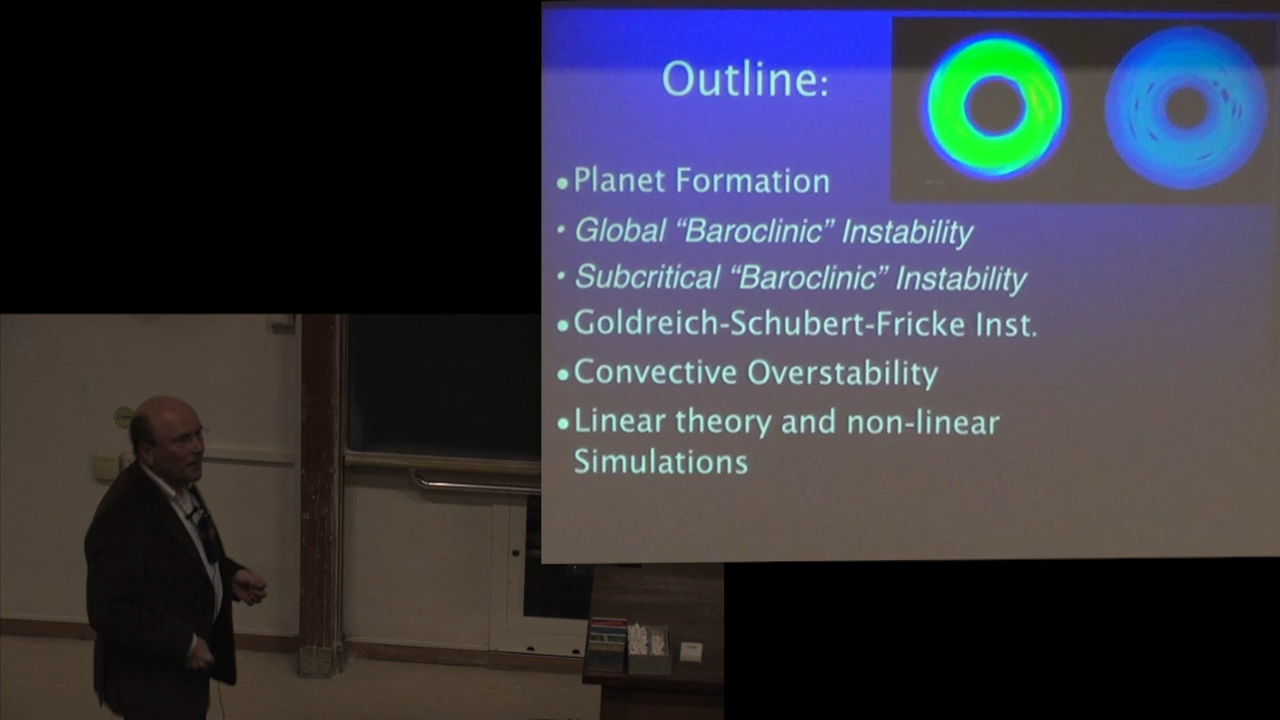 Outline:
•Planet Formation
• Global “Baroclinic” Instability
• Subcritical “Baroclinic” Instability
•Goldreich-Schubert-Fricke Inst.
•Convective Overstability
•Linear theory and non-linear
Simulations